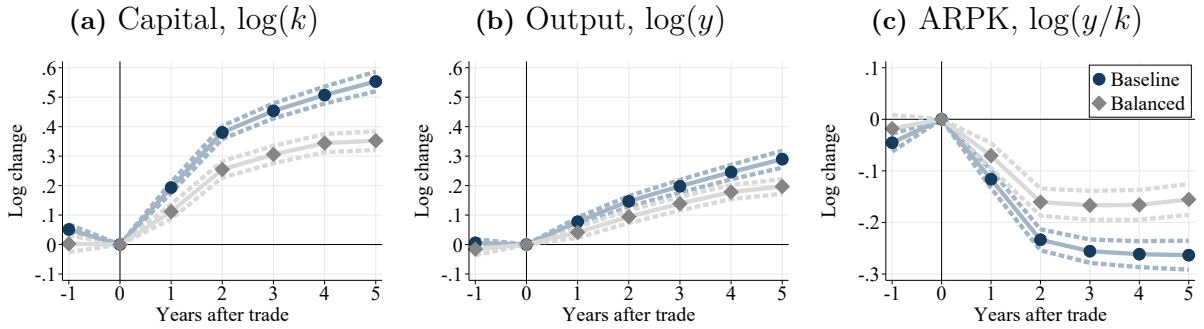 (a) Capital, log(k)
Log change
.6
.5
.4
.3
.2
.1
0
-.1
-1 0 1 2 3 4 5
Years after trade
(b) Output, log(y)
Log change
.6
.5
.4
.3
.2
.1
0
-.1
-1 0 1 2 3 4 5
Years after trade
(c) ARPK, log(y/k)
Log change
.1
0
-.1
-.2
-.3
-1 0 1 2 3 4 5
Years after trade
Baseline
Balanced